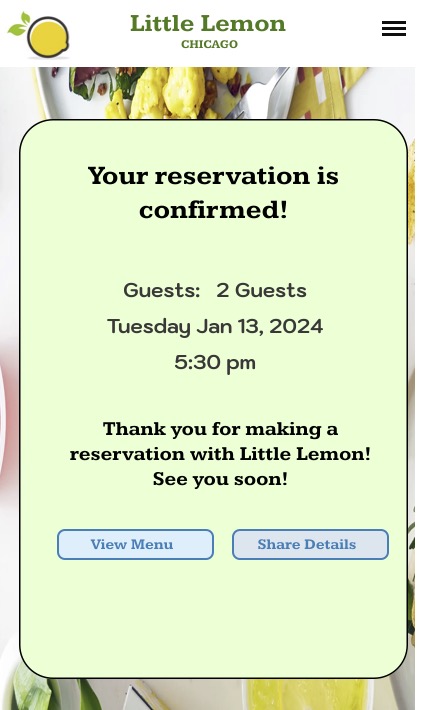 Little Lemon
CHICAGO
Your reservation is
confirmed!
Guests: 2 Guests
Tuesday Jan 13, 2024
5:30 pm
Thank you for making a
reservation with Little Lemon!
See you soon!
View Menu
Share Details